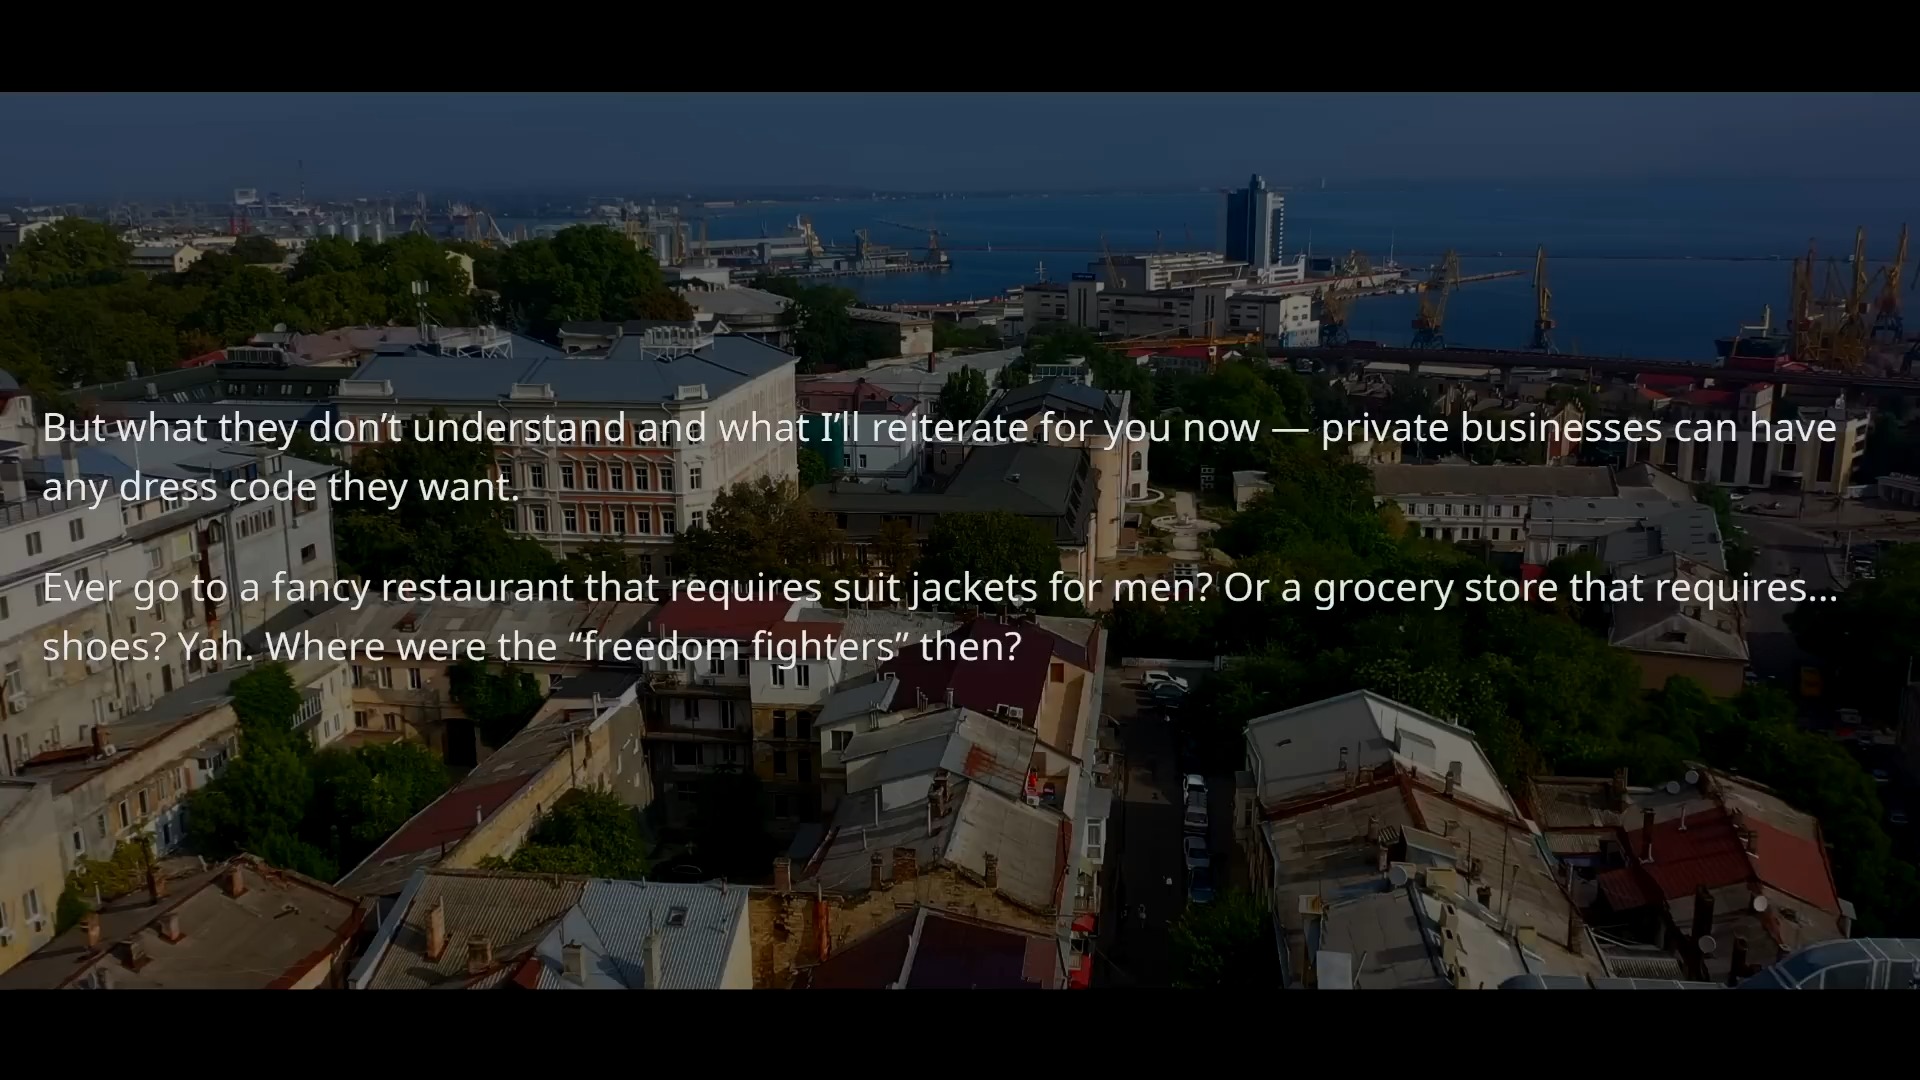 But what they don’t understand and what I’ll reiterate for you now — private businesses can have
any dress code they want.
Ever go to a fancy restaurant that requires suit jackets for men? Or a grocery store that requires...
shoes? Yah. Where were the “freedom fighters” then?